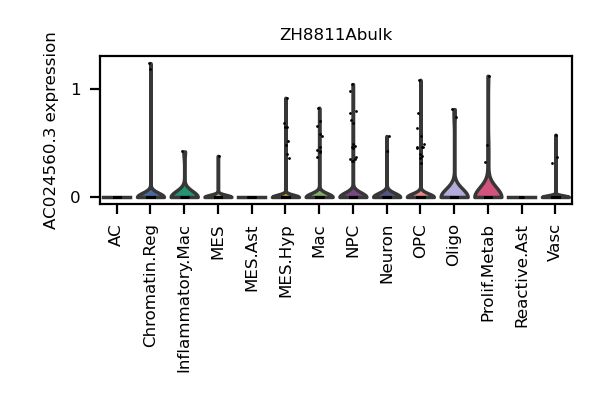 ZH8811Abulk
AC024560.3 expression
1
0
AC
Chromatin.Reg
Inflammatory.Mac
MES
MES.Ast
MES.Hyp
Mac
NPC
Neuron
OPC
Oligo
Prolif.Metab
Reactive.Ast
Vasc